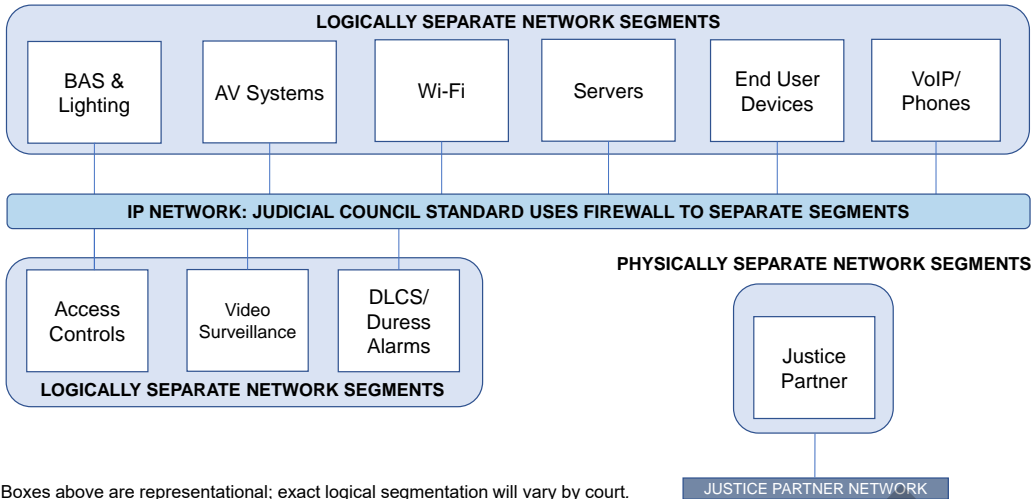 LOGICALLY SEPARATE NETWORK SEGMENTS
BAS &
Lighting
AV Systems
Wi-Fi
Servers
End User
Devices
VoIP/
Phones
IP NETWORK: JUDICIAL COUNCIL STANDARD USES FIREWALL TO SEPARATE SEGMENTS
Access
Controls
Video
Surveillance
DLCS/
Duress
Alarms
LOGICALLY SEPARATE NETWORK SEGMENTS
PHYSICALLY SEPARATE NETWORK SEGMENTS
Justice
Partner
JUSTICE PARTNER NETWORK
Boxes above are representational; exact logical segmentation will vary by court.